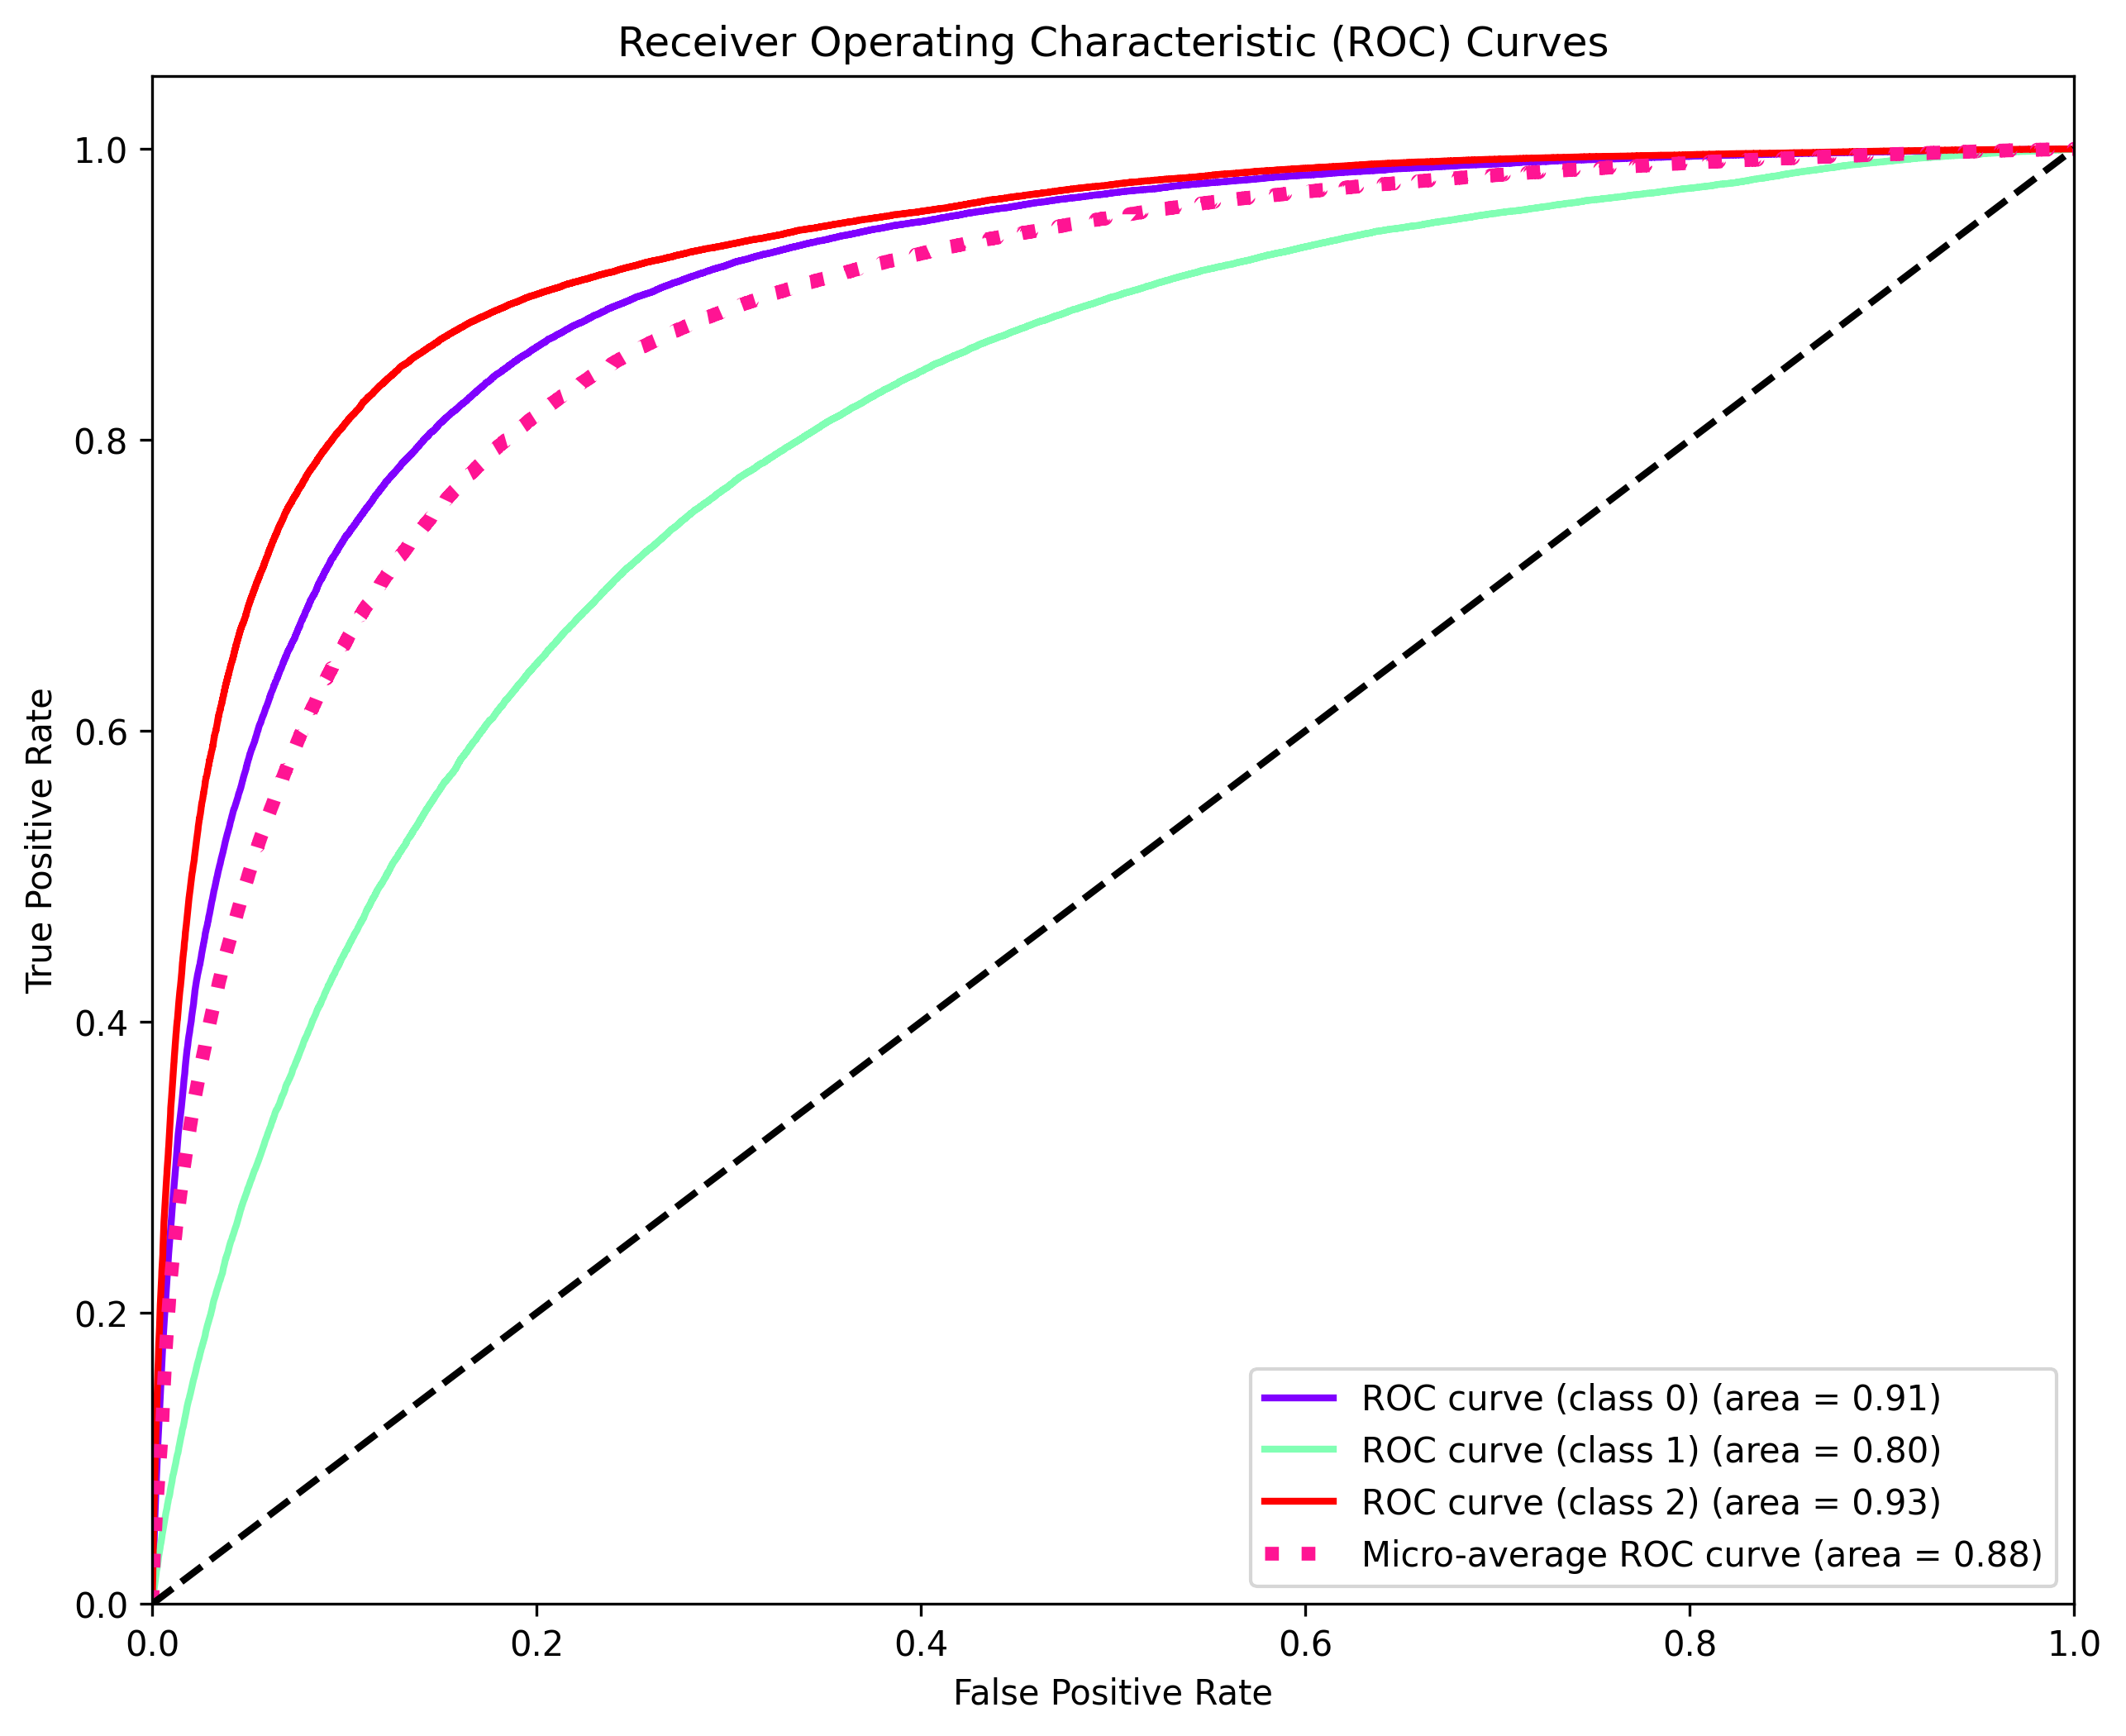 Receiver Operating Characteristic (ROC) Curves
True Positive Rate
1.0
0.8
0.6
0.4
0.2
0.0
0.0 0.2 0.4 0.6 0.8 1.0
False Positive Rate
ROC curve (class 0) (area = 0.91)
ROC curve (class 1) (area = 0.80)
ROC curve (class 2) (area = 0.93)
Micro-average ROC curve (area = 0.88)